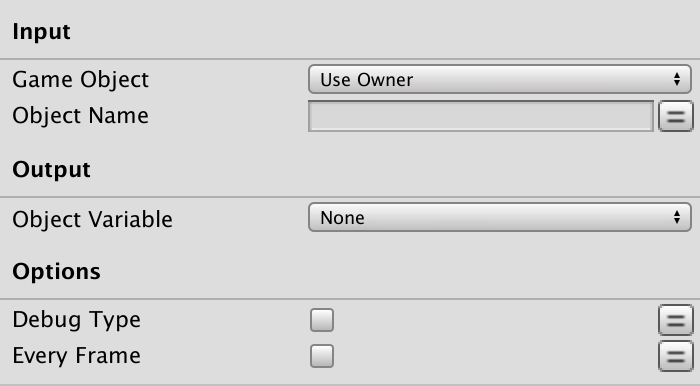 Input
Game Object Use Owner
Object Name
Output
Object Variable None
Options
Debug Type
Every Frame